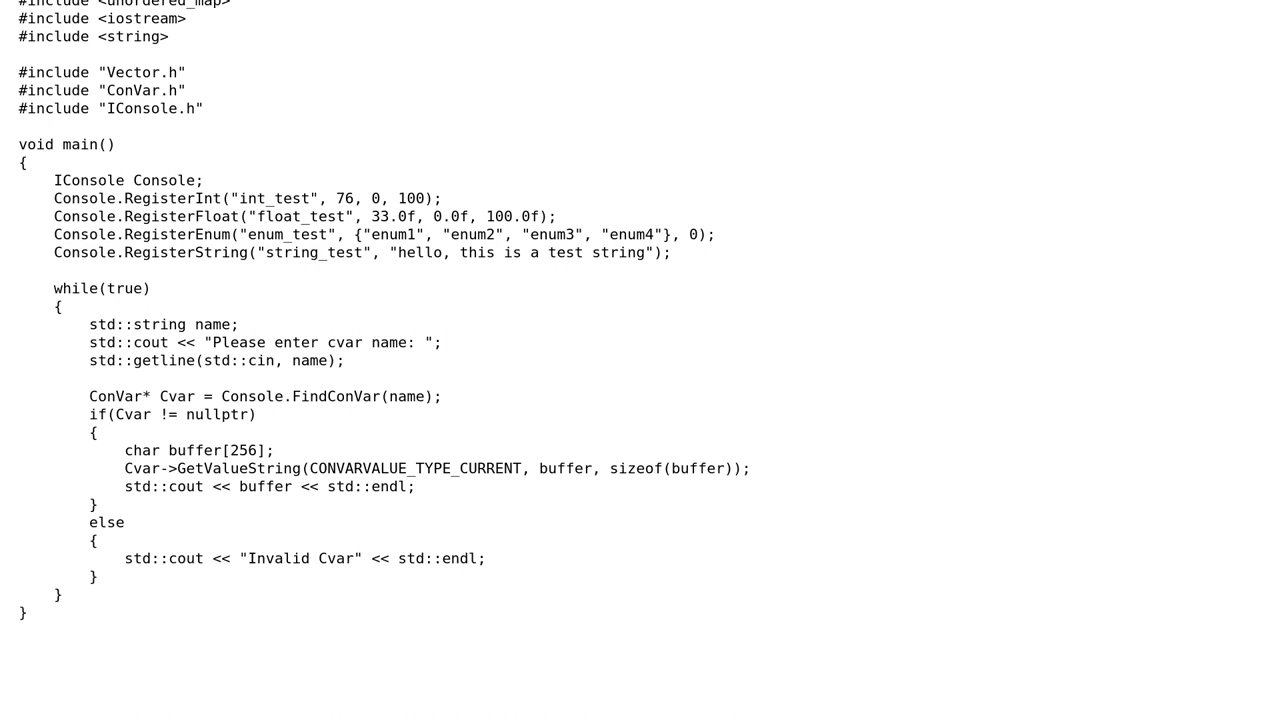 #include <unordered_map>
#include <iostream>
#include <string>

#include "Vector.h"
#include "ConVar.h"
#include "IConsole.h"

void main()
{
    IConsole Console;
    Console.RegisterInt("int_test", 76, 0, 100);
    Console.RegisterFloat("float_test", 33.0f, 0.0f, 100.0f);
    Console.RegisterEnum("enum_test", {"enum1", "enum2", "enum3", "enum4"}, 0);
    Console.RegisterString("string_test", "hello, this is a test string");

    while(true)
    {
        std::string name;
        std::cout << "Please enter cvar name: ";
        std::getline(std::cin, name);

        ConVar* Cvar = Console.FindConVar(name);
        if(Cvar != nullptr)
        {
            char buffer[256];
            Cvar->GetValueString(CONVARVALUE_TYPE_CURRENT, buffer, sizeof(buffer));
            std::cout << buffer << std::endl;
        }
        else
        {
            std::cout << "Invalid Cvar" << std::endl;
        }
    }
}